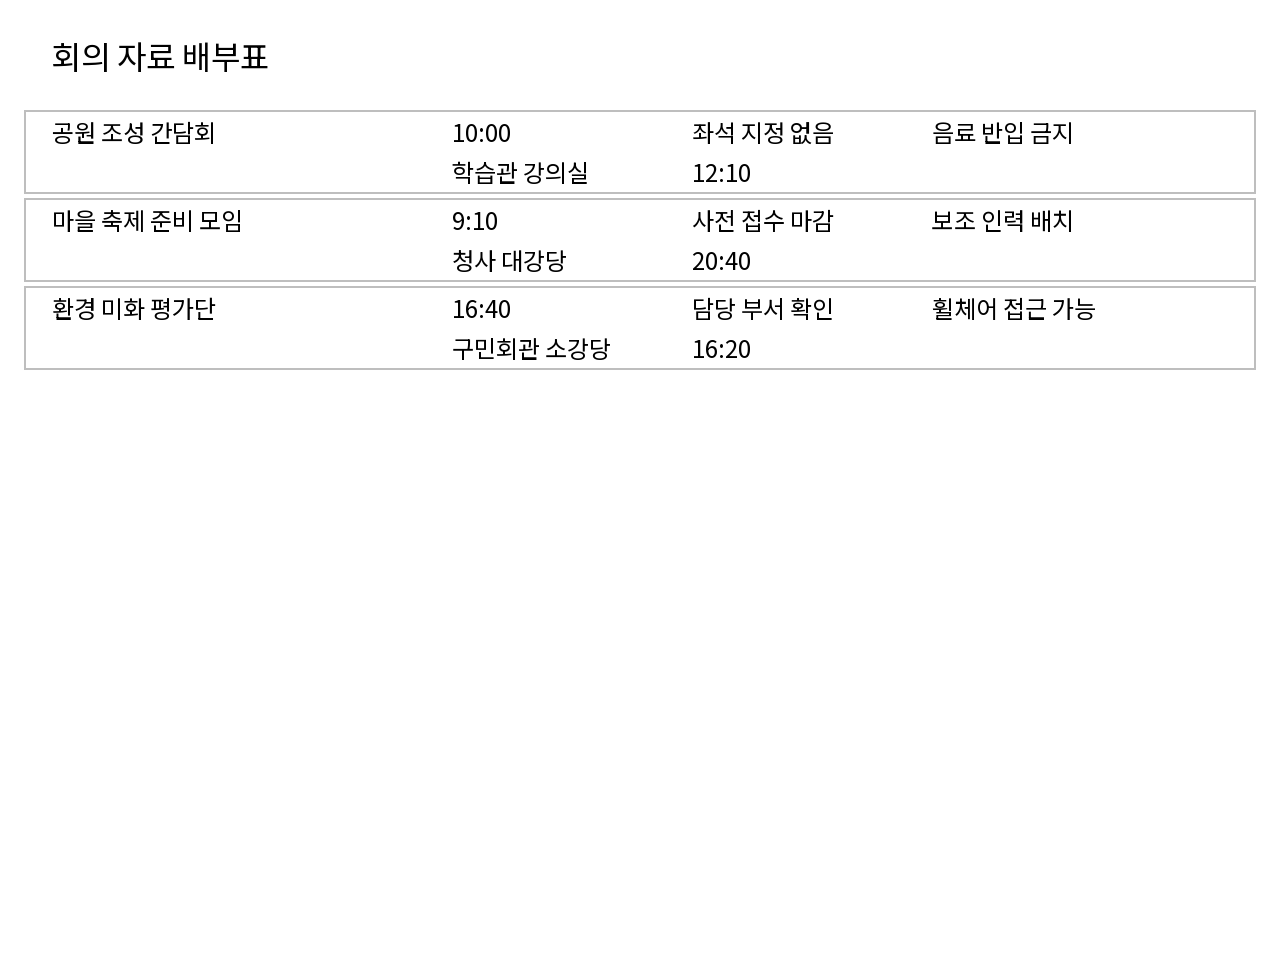 회의 자료 배부표
공원 조성 간담회 10:00 좌석 지정 없음 음료 반입 금지
학습관 강의실 12:10
마을 축제 준비 모임 9:10 사전 접수 마감 보조 인력 배치
청사 대강당 20:40
환경 미화 평가단 16:40 담당 부서 확인 휠체어 접근 가능
구민회관 소강당 16:20